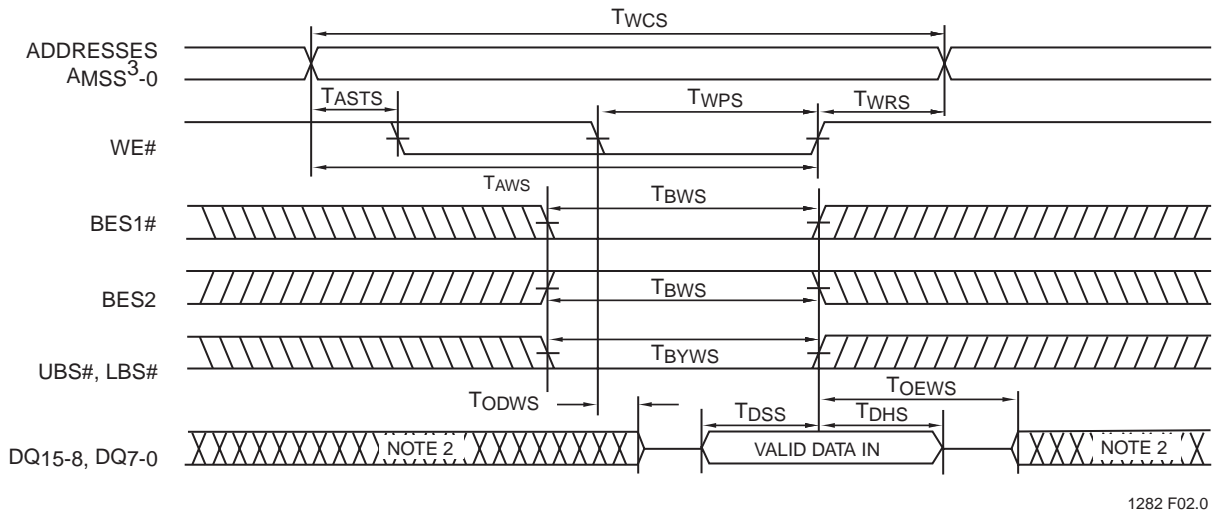 TWCS
ADDRESSES
AMSS3-0
TASTS
TWPS
TWRS
WE#
TAWS
TBWS
BES1#
TBWS
BES2
TBYWS
UBS#, LBS#
TOEWS
TODWS
TDSS
TDHS
DQ15-8, DQ7-0
NOTE 2
VALID DATA IN
NOTE 2
1282 F02.0